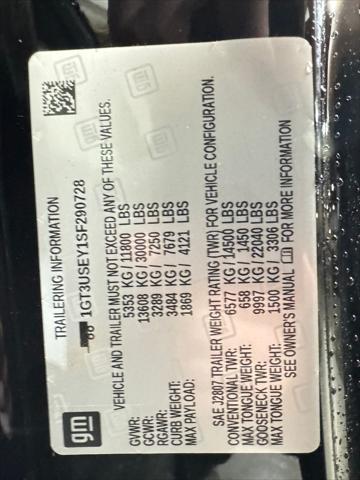 gm
TRAILERING INFORMATION
1GT3USEY1SF290728
VEHICLE AND TRAILER MUST NOT EXCEED ANY OF THESE VALUES.
GVWR: 5353 KG / 11800 LBS
GCWR: 13608 KG / 30000 LBS
RGAWR: 3289 KG / 7250 LBS
CURB WEIGHT: 3484 KG / 7679 LBS
MAX PAYLOAD: 1869 KG / 4121 LBS
SAE J2807 TRAILER WEIGHT RATING (TWR) FOR VEHICLE CONFIGURATION.
CONVENTIONAL TWR: 6577 KG / 14500 LBS
MAX TONGUE WEIGHT: 658 KG / 1450 LBS
GOOSENECK TWR: 9997 KG / 22040 LBS
MAX TONGUE WEIGHT: 1500 KG / 3306 LBS
SEE OWNER'S MANUAL FOR MORE INFORMATION